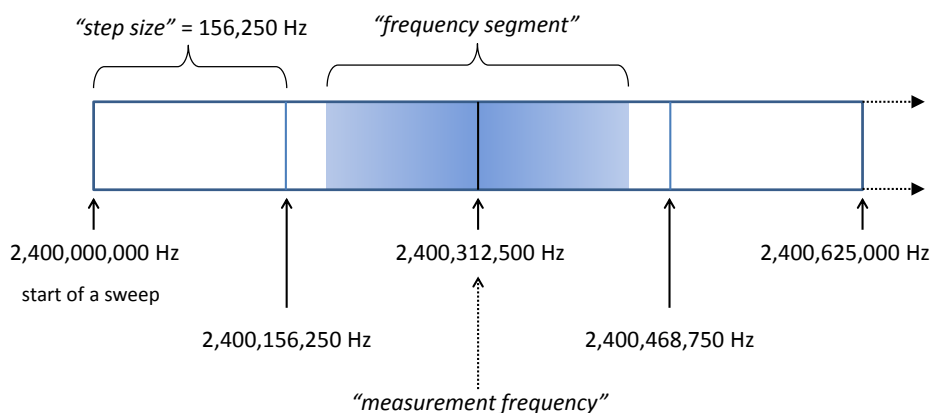 “step size” = 156,250 Hz
“frequency segment”
2,400,000,000 Hz
2,400,312,500 Hz
2,400,625,000 Hz
start of a sweep
2,400,156,250 Hz
2,400,468,750 Hz
“measurement frequency”